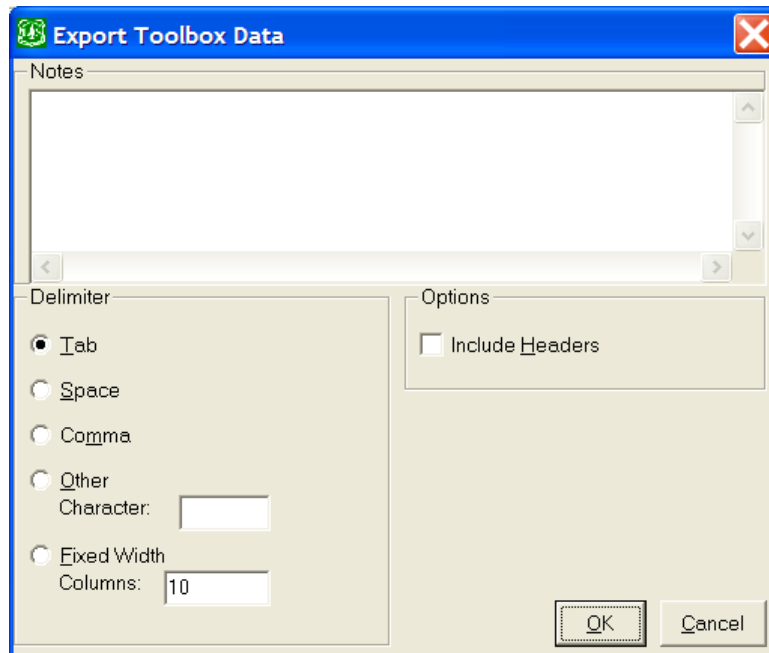 Export Toolbox Data
Notes
Delimiter
Tab
Space
Comma
Other
Character:
Fixed Width
Columns: 10
Options
Include Headers
OK
Cancel